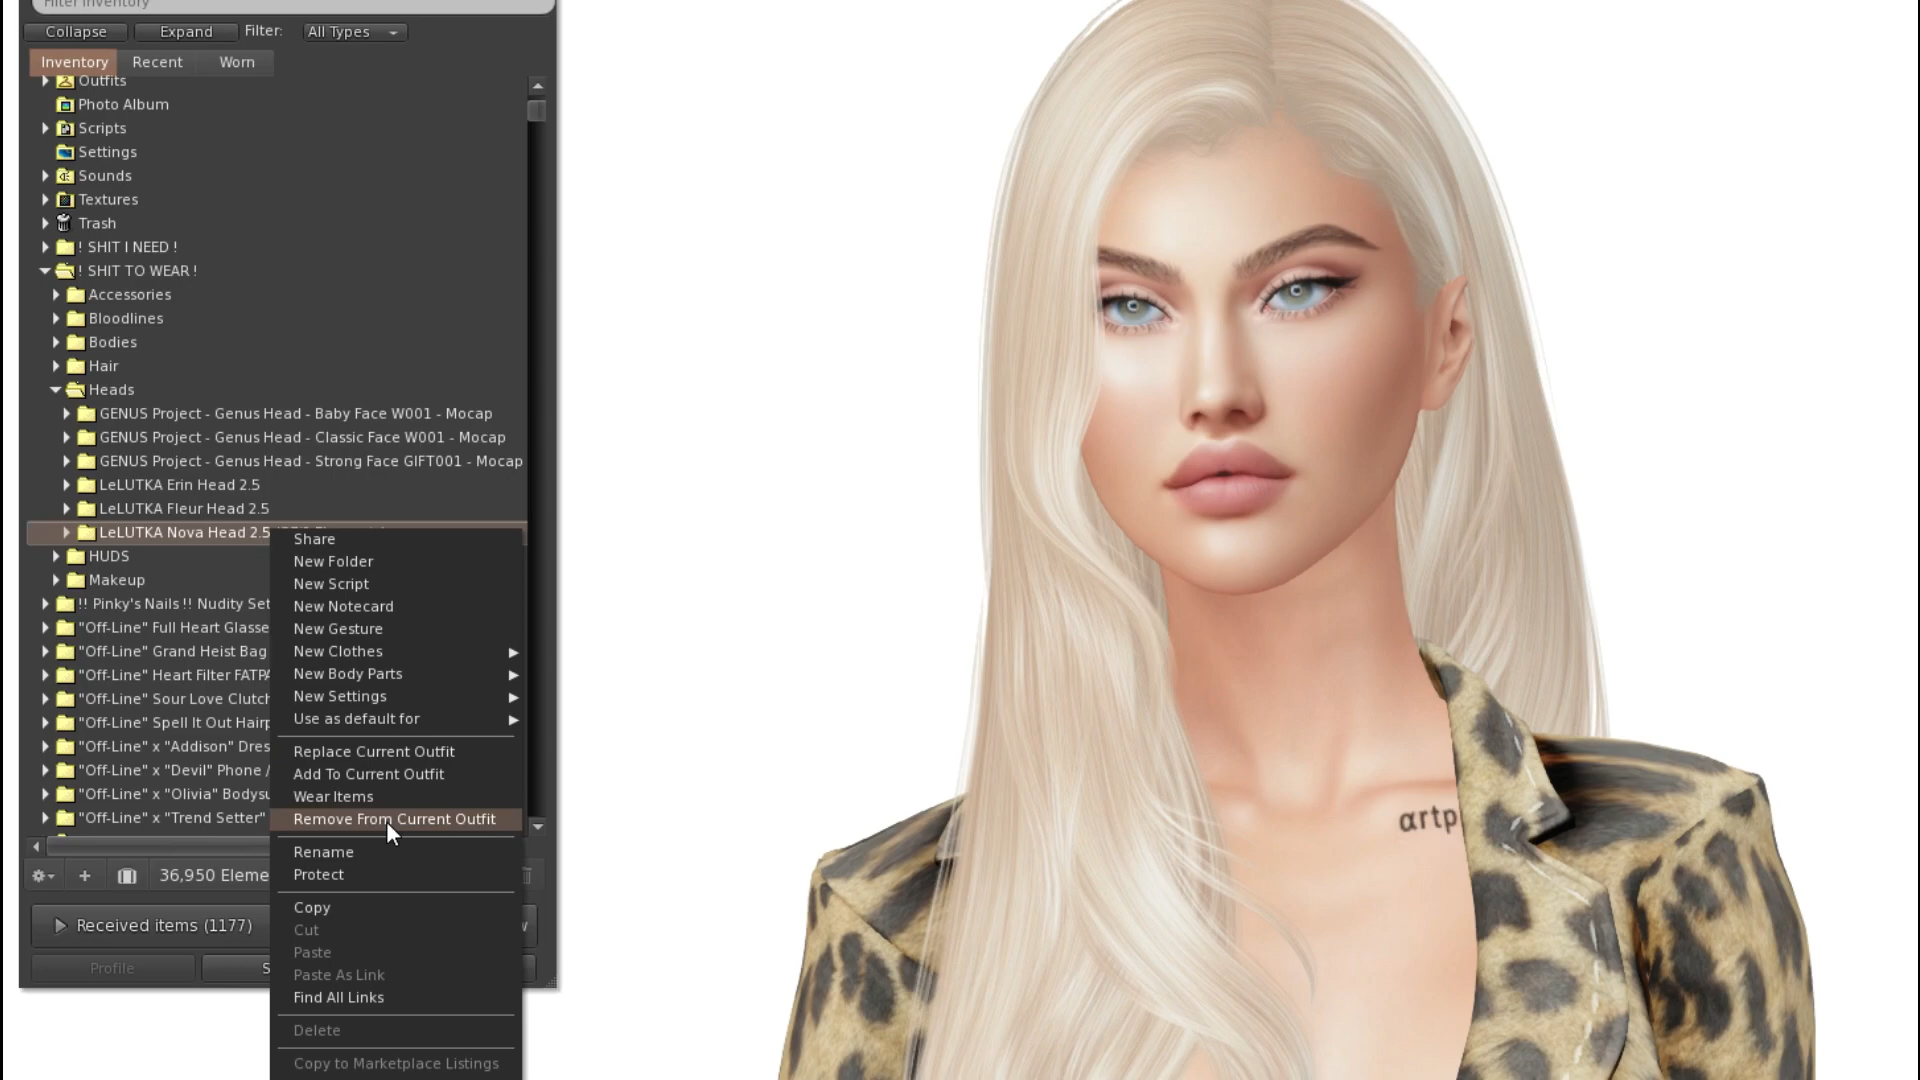 Filter Inventory
Collapse Expand Filter: All Types
Inventory Recent Worn
Outfits
Photo Album
Scripts
Settings
Sounds
Textures
Trash
! SHIT I NEED !
! SHIT TO WEAR !
Accessories
Bloodlines
Bodies
Hair
Heads
GENUS Project - Genus Head - Baby Face W001 - Mocap
GENUS Project - Genus Head - Classic Face W001 - Mocap
GENUS Project - Genus Head - Strong Face GIFT001 - Mocap
LeLUTKA Erin Head 2.5
LeLUTKA Fleur Head 2.5
LeLUTKA Nova Head 2.5
HUDS
Makeup
!! Pinky's Nails !! Nudity Set
"Off-Line" Full Heart Glasse
"Off-Line" Grand Heist Bag
"Off-Line" Heart Filter FATPA
"Off-Line" Sour Love Clutch
"Off-Line" Spell It Out Hairp
"Off-Line" x "Addison" Dres
"Off-Line" x "Devil" Phone /
"Off-Line" x "Olivia" Bodysu
"Off-Line" x "Trend Setter"
36,950 Eleme
Received items (1177)
Profile S
Share
New Folder
New Script
New Notecard
New Gesture
New Clothes
New Body Parts
New Settings
Use as default for
Replace Current Outfit
Add To Current Outfit
Wear Items
Remove From Current Outfit
Rename
Protect
Copy
Cut
Paste
Paste As Link
Find All Links
Delete
Copy to Marketplace Listings
artp